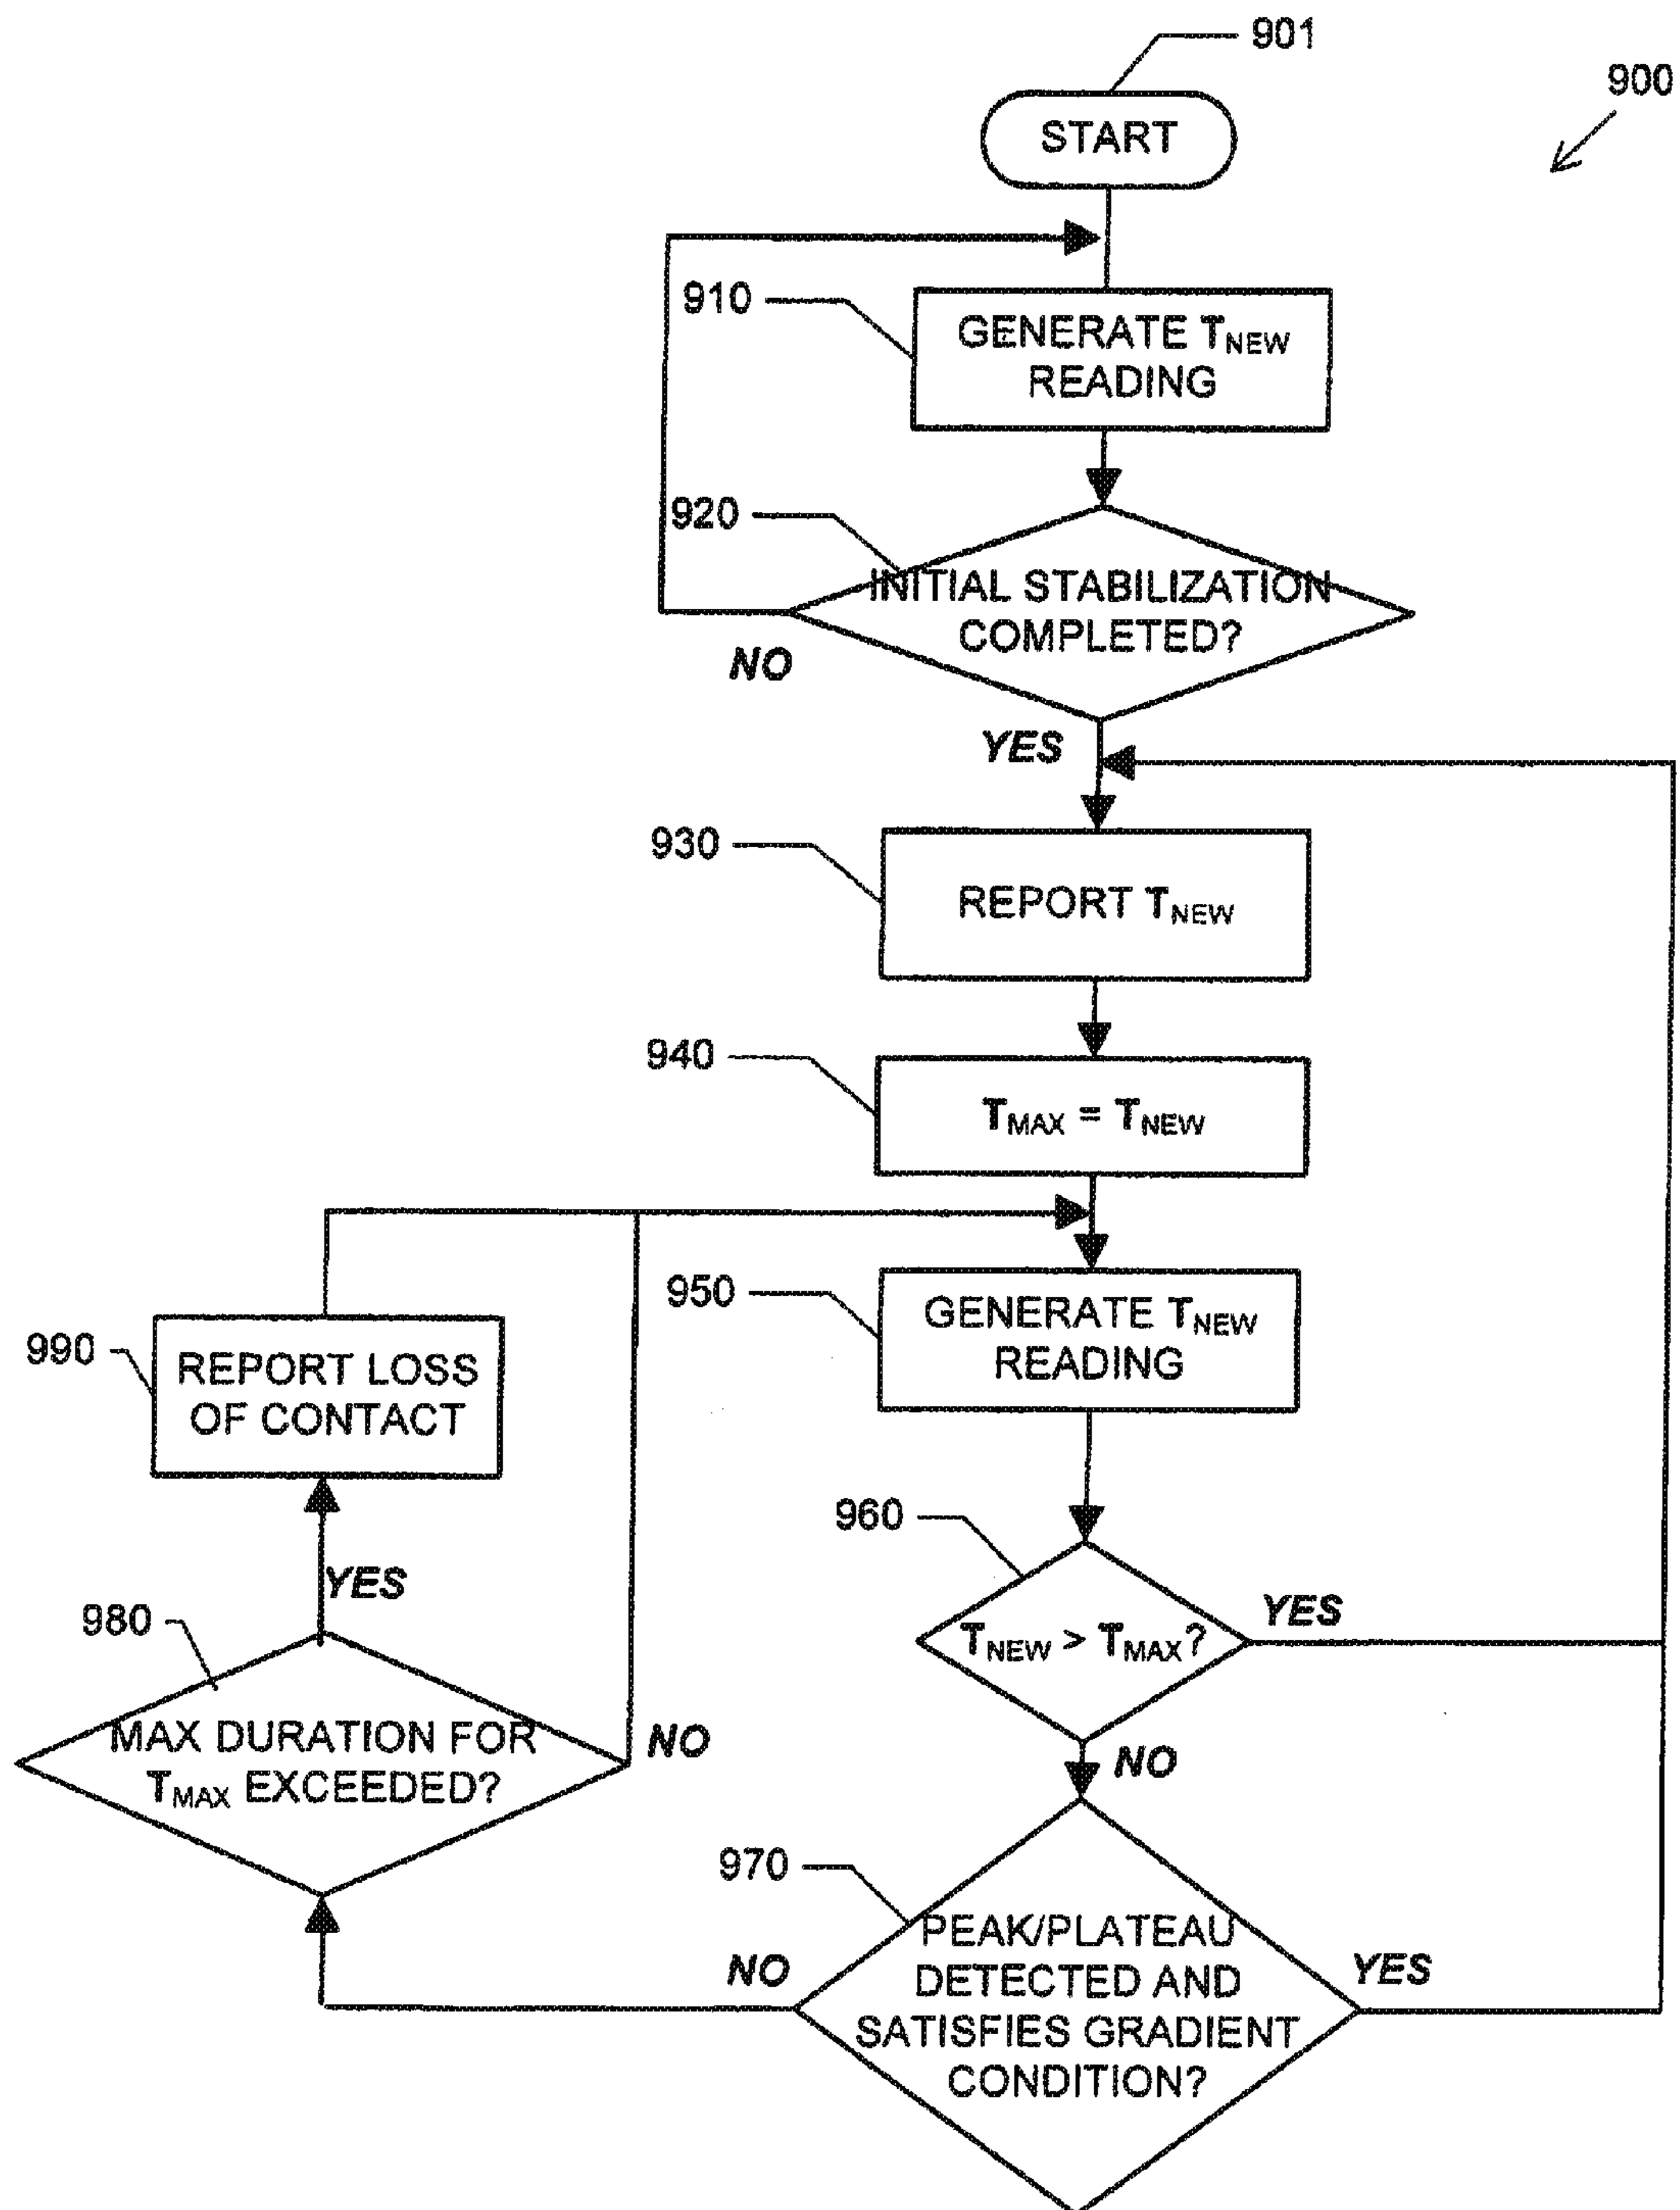 901
900
START
910
GENERATE TNEW
READING
920
INITIAL STABILIZATION
COMPLETED?
NO
YES
930
REPORT TNEW
940
TMAX = TNEW
950
GENERATE TNEW
READING
990
REPORT LOSS
OF CONTACT
960
TNEW > TMAX?
YES
NO
YES
980
MAX DURATION FOR
TMAX EXCEEDED?
NO
970
PEAK/PLATEAU
DETECTED AND
SATISFIES GRADIENT
CONDITION?
NO
YES